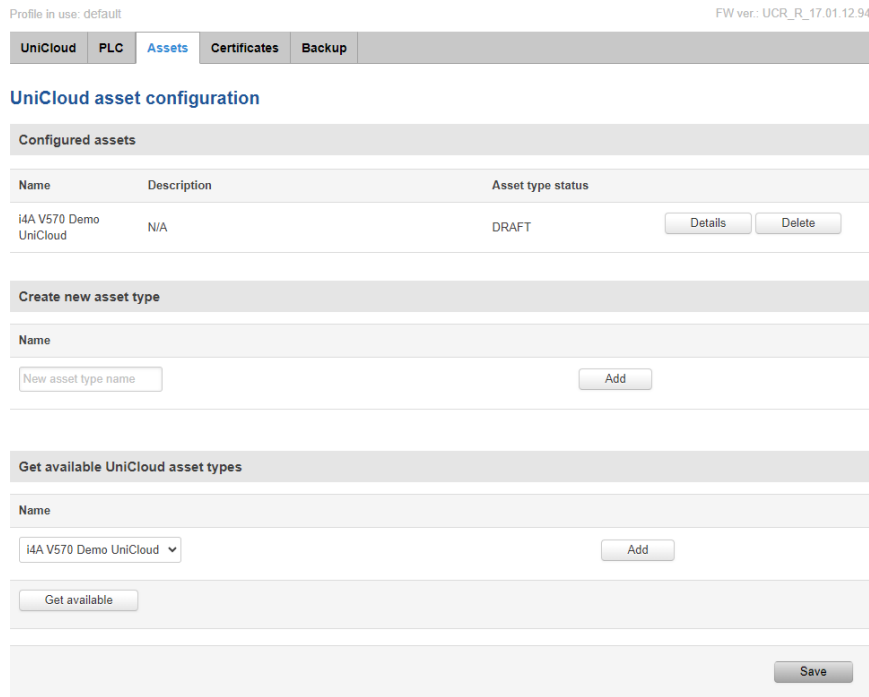 Profile in use: default
FW ver.: UCR_R_17.01.12.94
UniCloud PLC Assets Certificates Backup
UniCloud asset configuration
Configured assets
Name Description Asset type status
i4A V570 Demo UniCloud N/A DRAFT Details Delete
Create new asset type
Name
New asset type name Add
Get available UniCloud asset types
Name
i4A V570 Demo UniCloud Add
Get available
Save